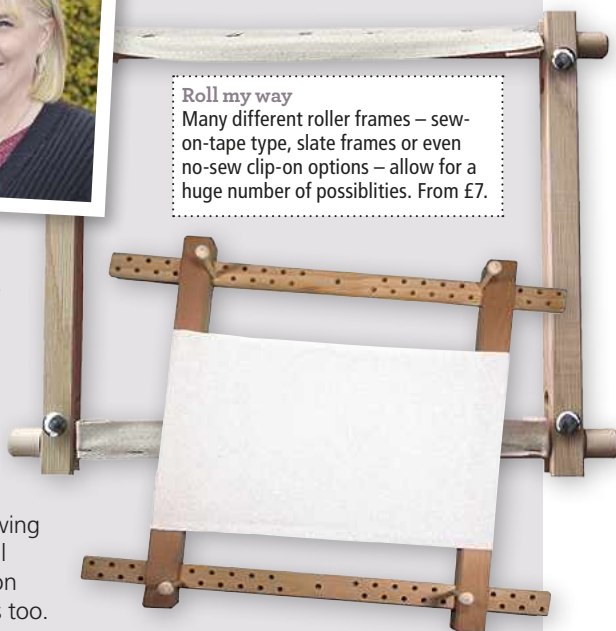 Roll my way
Many different roller frames – sew-
on-tape type, slate frames or even
no-sew clip-on options – allow for a
huge number of possiblities. From £7.
too.